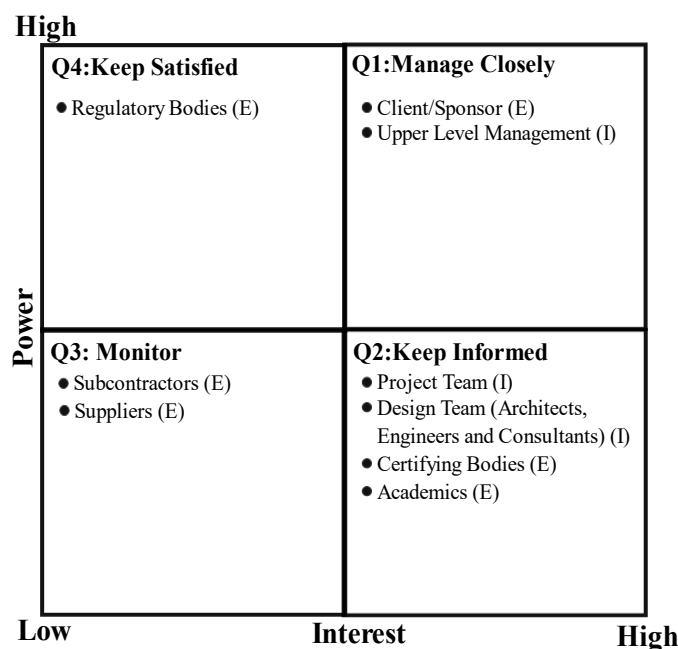 High
Q4:Keep Satisfied
Regulatory Bodies (E)
Q1:Manage Closely
Client/Sponsor (E)
Upper Level Management (I)
Power
Q3: Monitor
Subcontractors (E)
Suppliers (E)
Q2:Keep Informed
Project Team (I)
Design Team (Architects,
Engineers and Consultants) (I)
Certifying Bodies (E)
Academics (E)
Low
Interest
High